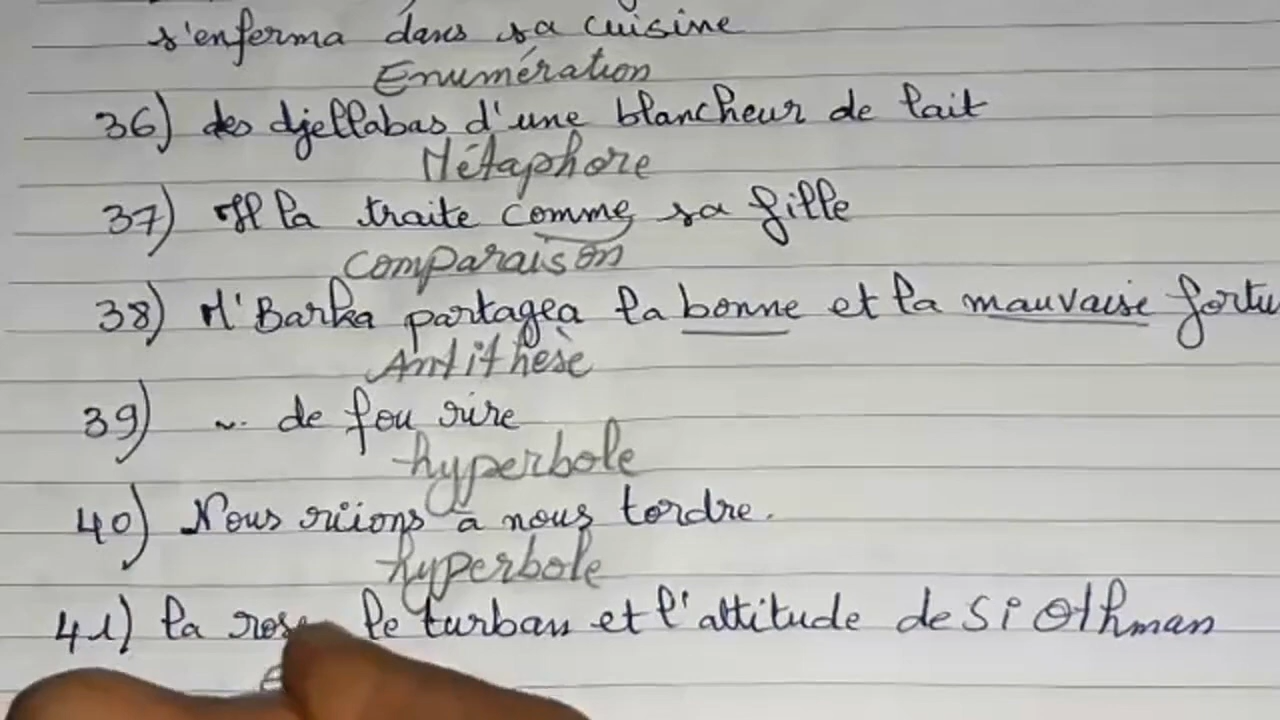 s'enferma dans sa cuisine
Enumération
36) des djellabas d'une blancheur de lait
Métaphore
37) Il la traite comme sa fille
Comparaison
38) M'Barka partagea la bonne et la mauvaise fortu
Antithèse
39) ... de fou rire
hyperbole
40) Nous riions à nous tordre.
hyperbole
41) la rose le turban et l'attitude de Si Othman